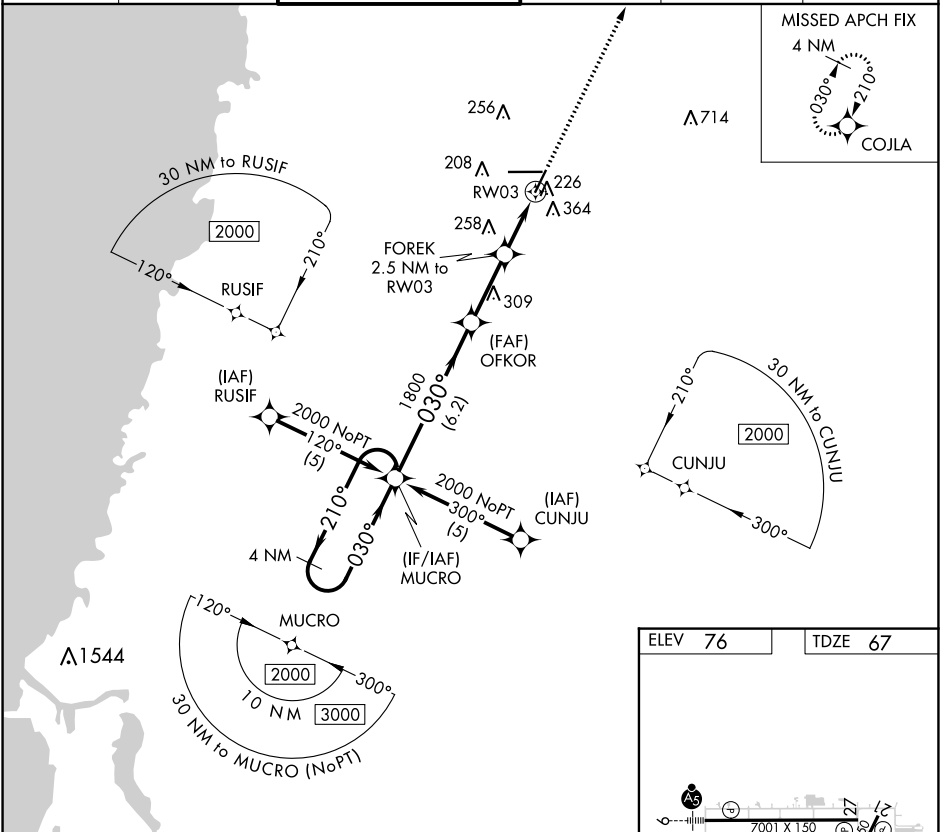 MISSED APCH FIX
4 NM
030°
210°
COJLA
256
714
30 NM to RUSIF
2000
210°
120°
RUSIF
208
RW03
226
364
258
FOREK
2.5 NM to
RW03
309
(FAF)
OFKOR
1800
030°
(6.2)
(IAF)
RUSIF
2000 NoPT
120°
(5)
30 NM to CUNJU
210°
2000
CUNJU
300°
2000 NoPT
300°
(5)
(IAF)
CUNJU
210°
030°
4 NM
(IF/IAF)
MUCRO
120°
MUCRO
2000
300°
10 NM
3000
30 NM to MUCRO (NoPT)
1544
ELEV 76
TDZE 67
A5
P
27
21
7001 X 150
P
50